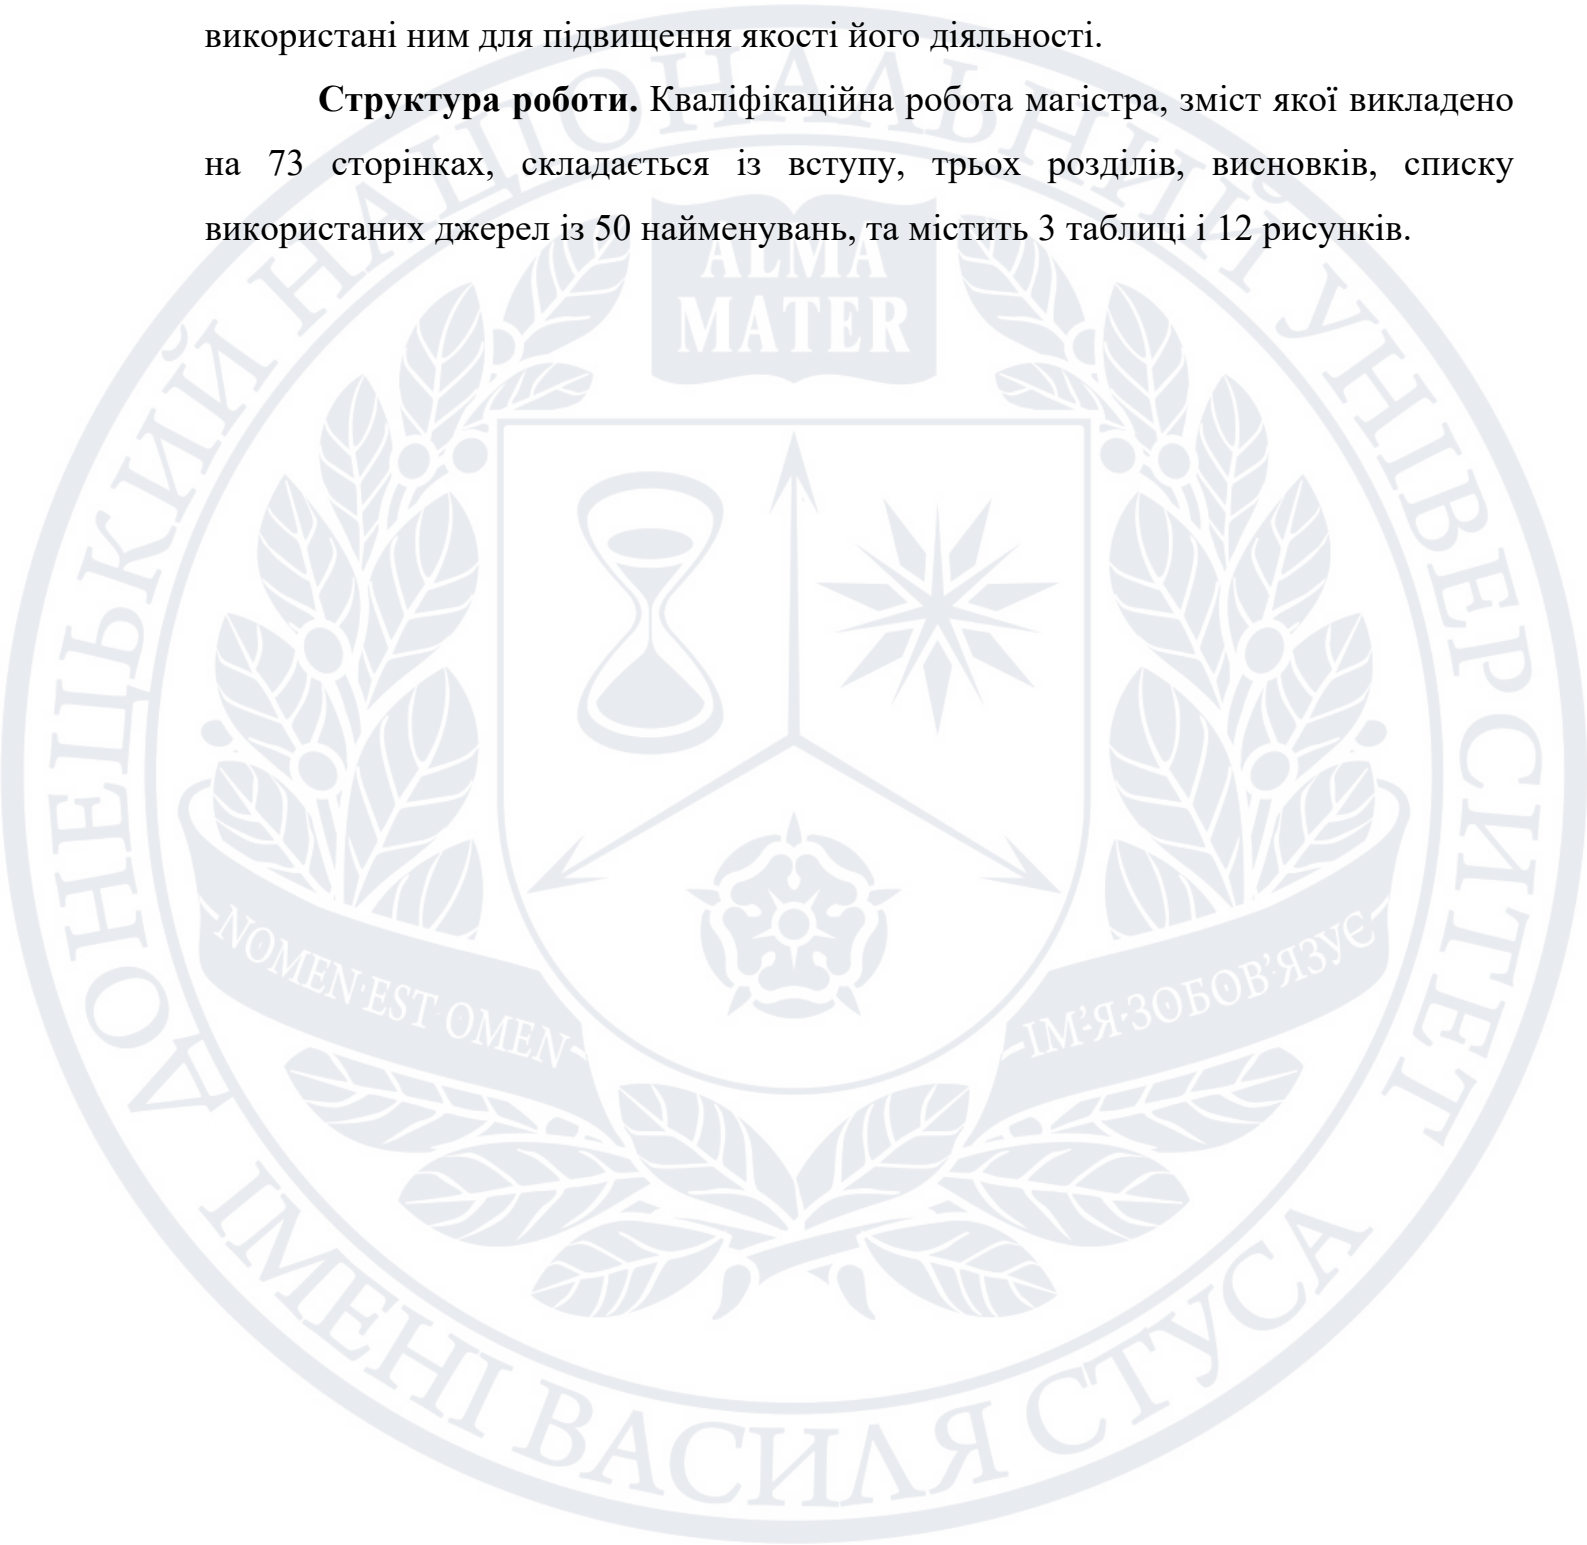 використані ним для підвищення якості його діяльності.
Структура роботи. Кваліфікаційна робота магістра, зміст якої викладено
на 73 сторінках, складається із вступу, трьох розділів, висновків, списку
використаних джерел із 50 найменувань, та містить 3 таблиці і 12 рисунків.
ДОНЕЦЬКИЙ НАЦІОНАЛЬНИЙ УНІВЕРСИТЕТ
ALMA
MATER
NOMEN·EST·OMEN
ІМ'Я·ЗОБОВ'ЯЗУЄ
ІМЕНІ ВАСИЛЯ СТУСА